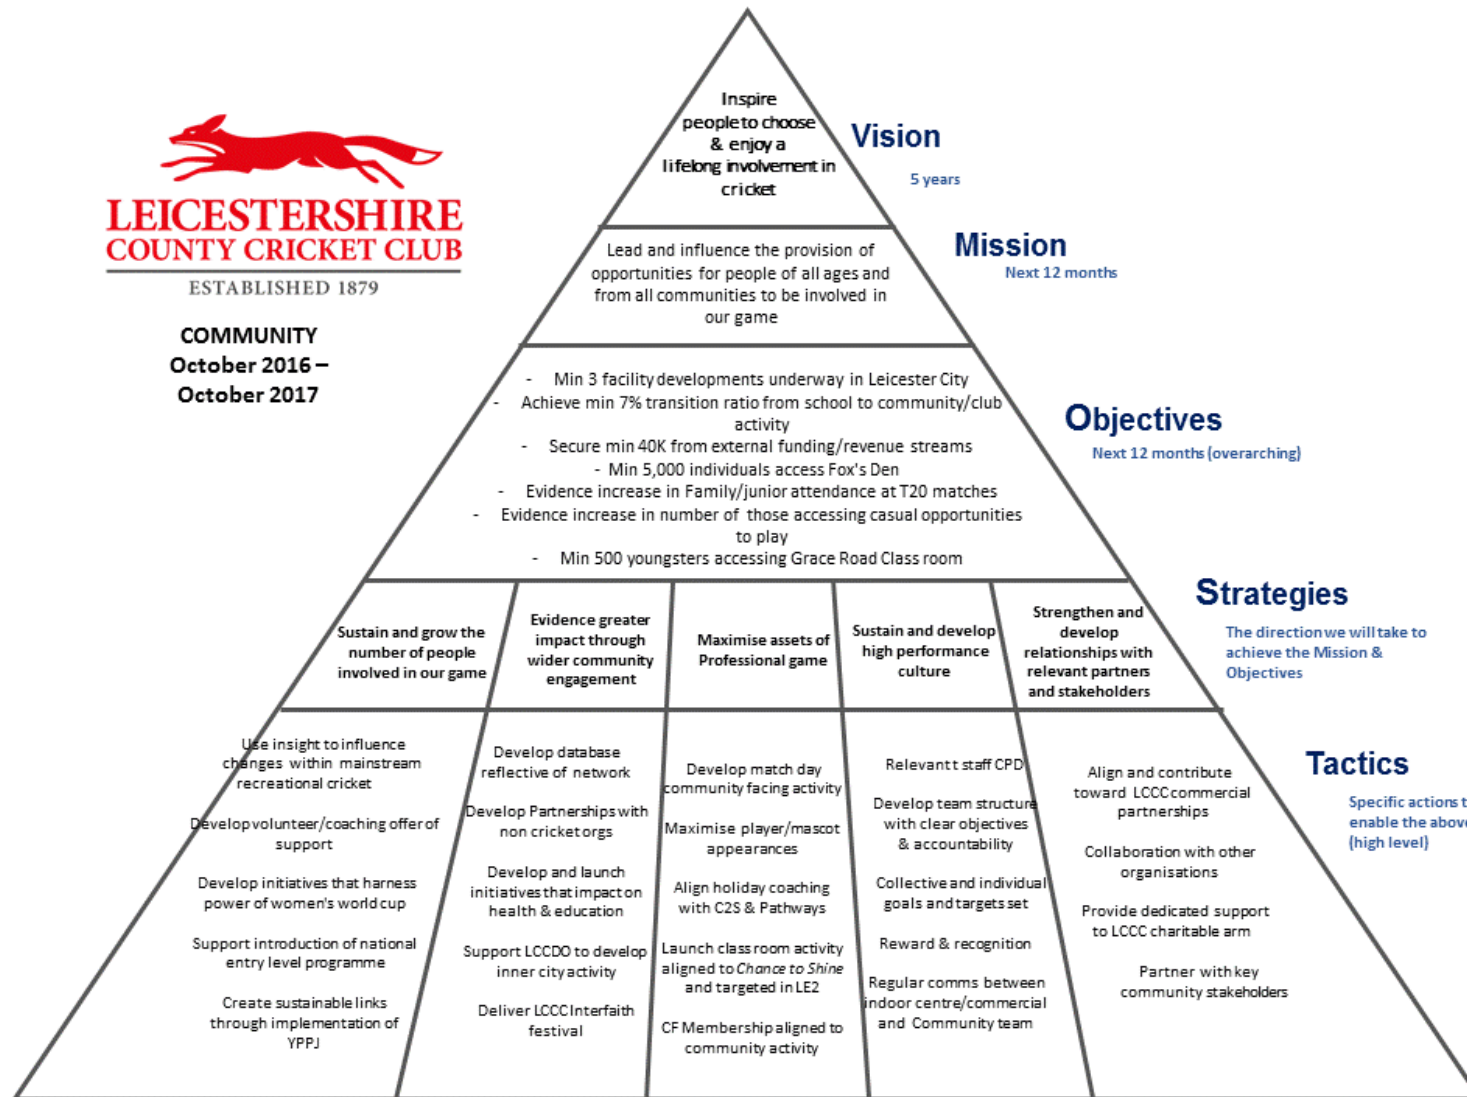 Inspire
people to choose
& enjoy a
lifelong involvement in
cricket
Vision
5 years
LEICESTERSHIRE
COUNTY CRICKET CLUB
ESTABLISHED 1879
COMMUNITY
October 2016 –
October 2017
Lead and influence the provision of
opportunities for people of all ages and
from all communities to be involved in
our game
Mission
Next 12 months
- Min 3 facility developments underway in Leicester City
- Achieve min 7% transition ratio from school to community/club
activity
- Secure min 40K from external funding/revenue streams
- Min 5,000 individuals access Fox's Den
- Evidence increase in Family/junior attendance at T20 matches
- Evidence increase in number of those accessing casual opportunities
to play
- Min 500 youngsters accessing Grace Road Class room
Objectives
Next 12 months (overarching)
Sustain and grow the
number of people
involved in our game
Evidence greater
impact through
wider community
engagement
Maximise assets of
Professional game
Sustain and develop
high performance
culture
Strengthen and
develop
relationships with
relevant partners
and stakeholders
Strategies
The direction we will take to
achieve the Mission &
Objectives
Use insight to influence
changes within mainstream
recreational cricket
Develop volunteer/coaching offer of
support
Develop initiatives that harness
power of women's world cup
Support introduction of national
entry level programme
Create sustainable links
through implementation of
YPPJ
Develop database
reflective of network
Develop Partnerships with
non cricket orgs
Develop and launch
initiatives that impact on
health & education
Support LCCDO to develop
inner city activity
Deliver LCCC Interfaith
festival
Develop match day
community facing activity
Maximise player/mascot
appearances
Align holiday coaching
with C2S & Pathways
Launch class room activity
aligned to Chance to Shine
and targeted in LE2
CF Membership aligned to
community activity
Relevant t staff CPD
Develop team structure
with clear objectives
& accountability
Collective and individual
goals and targets set
Reward & recognition
Regular comms between
indoor centre/commercial
and Community team
Align and contribute
toward LCCC commercial
partnerships
Collaboration with other
organisations
Provide dedicated support
to LCCC charitable arm
Partner with key
community stakeholders
Tactics
Specific actions t
enable the above
(high level)